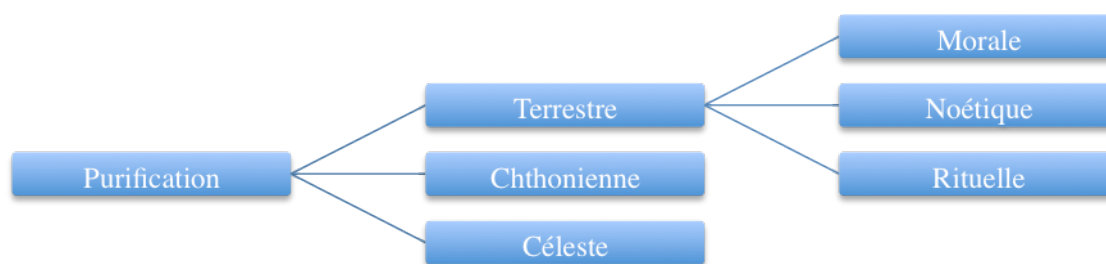 Purification
Terrestre
Chthonienne
Céleste
Morale
Noétique
Rituelle